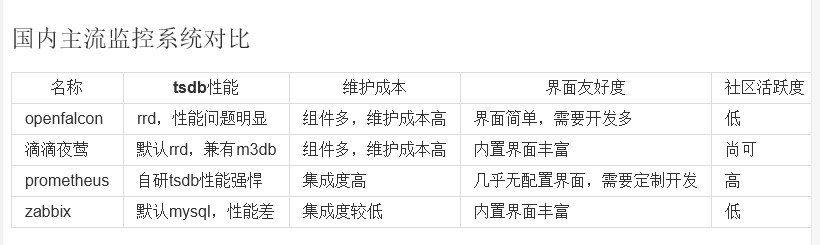 国内主流监控系统对比
名称 tsdb性能 维护成本 界面友好度 社区活跃度
openfalcon rrd，性能问题明显 组件多，维护成本高 界面简单，需要开发多 低
滴滴夜莺 默认rrd，兼有m3db 组件多，维护成本高 内置界面丰富 尚可
prometheus 自研tsdb性能强悍 集成度高 几乎无配置界面，需要定制开发 高
zabbix 默认mysql，性能差 集成度较低 内置界面丰富 低